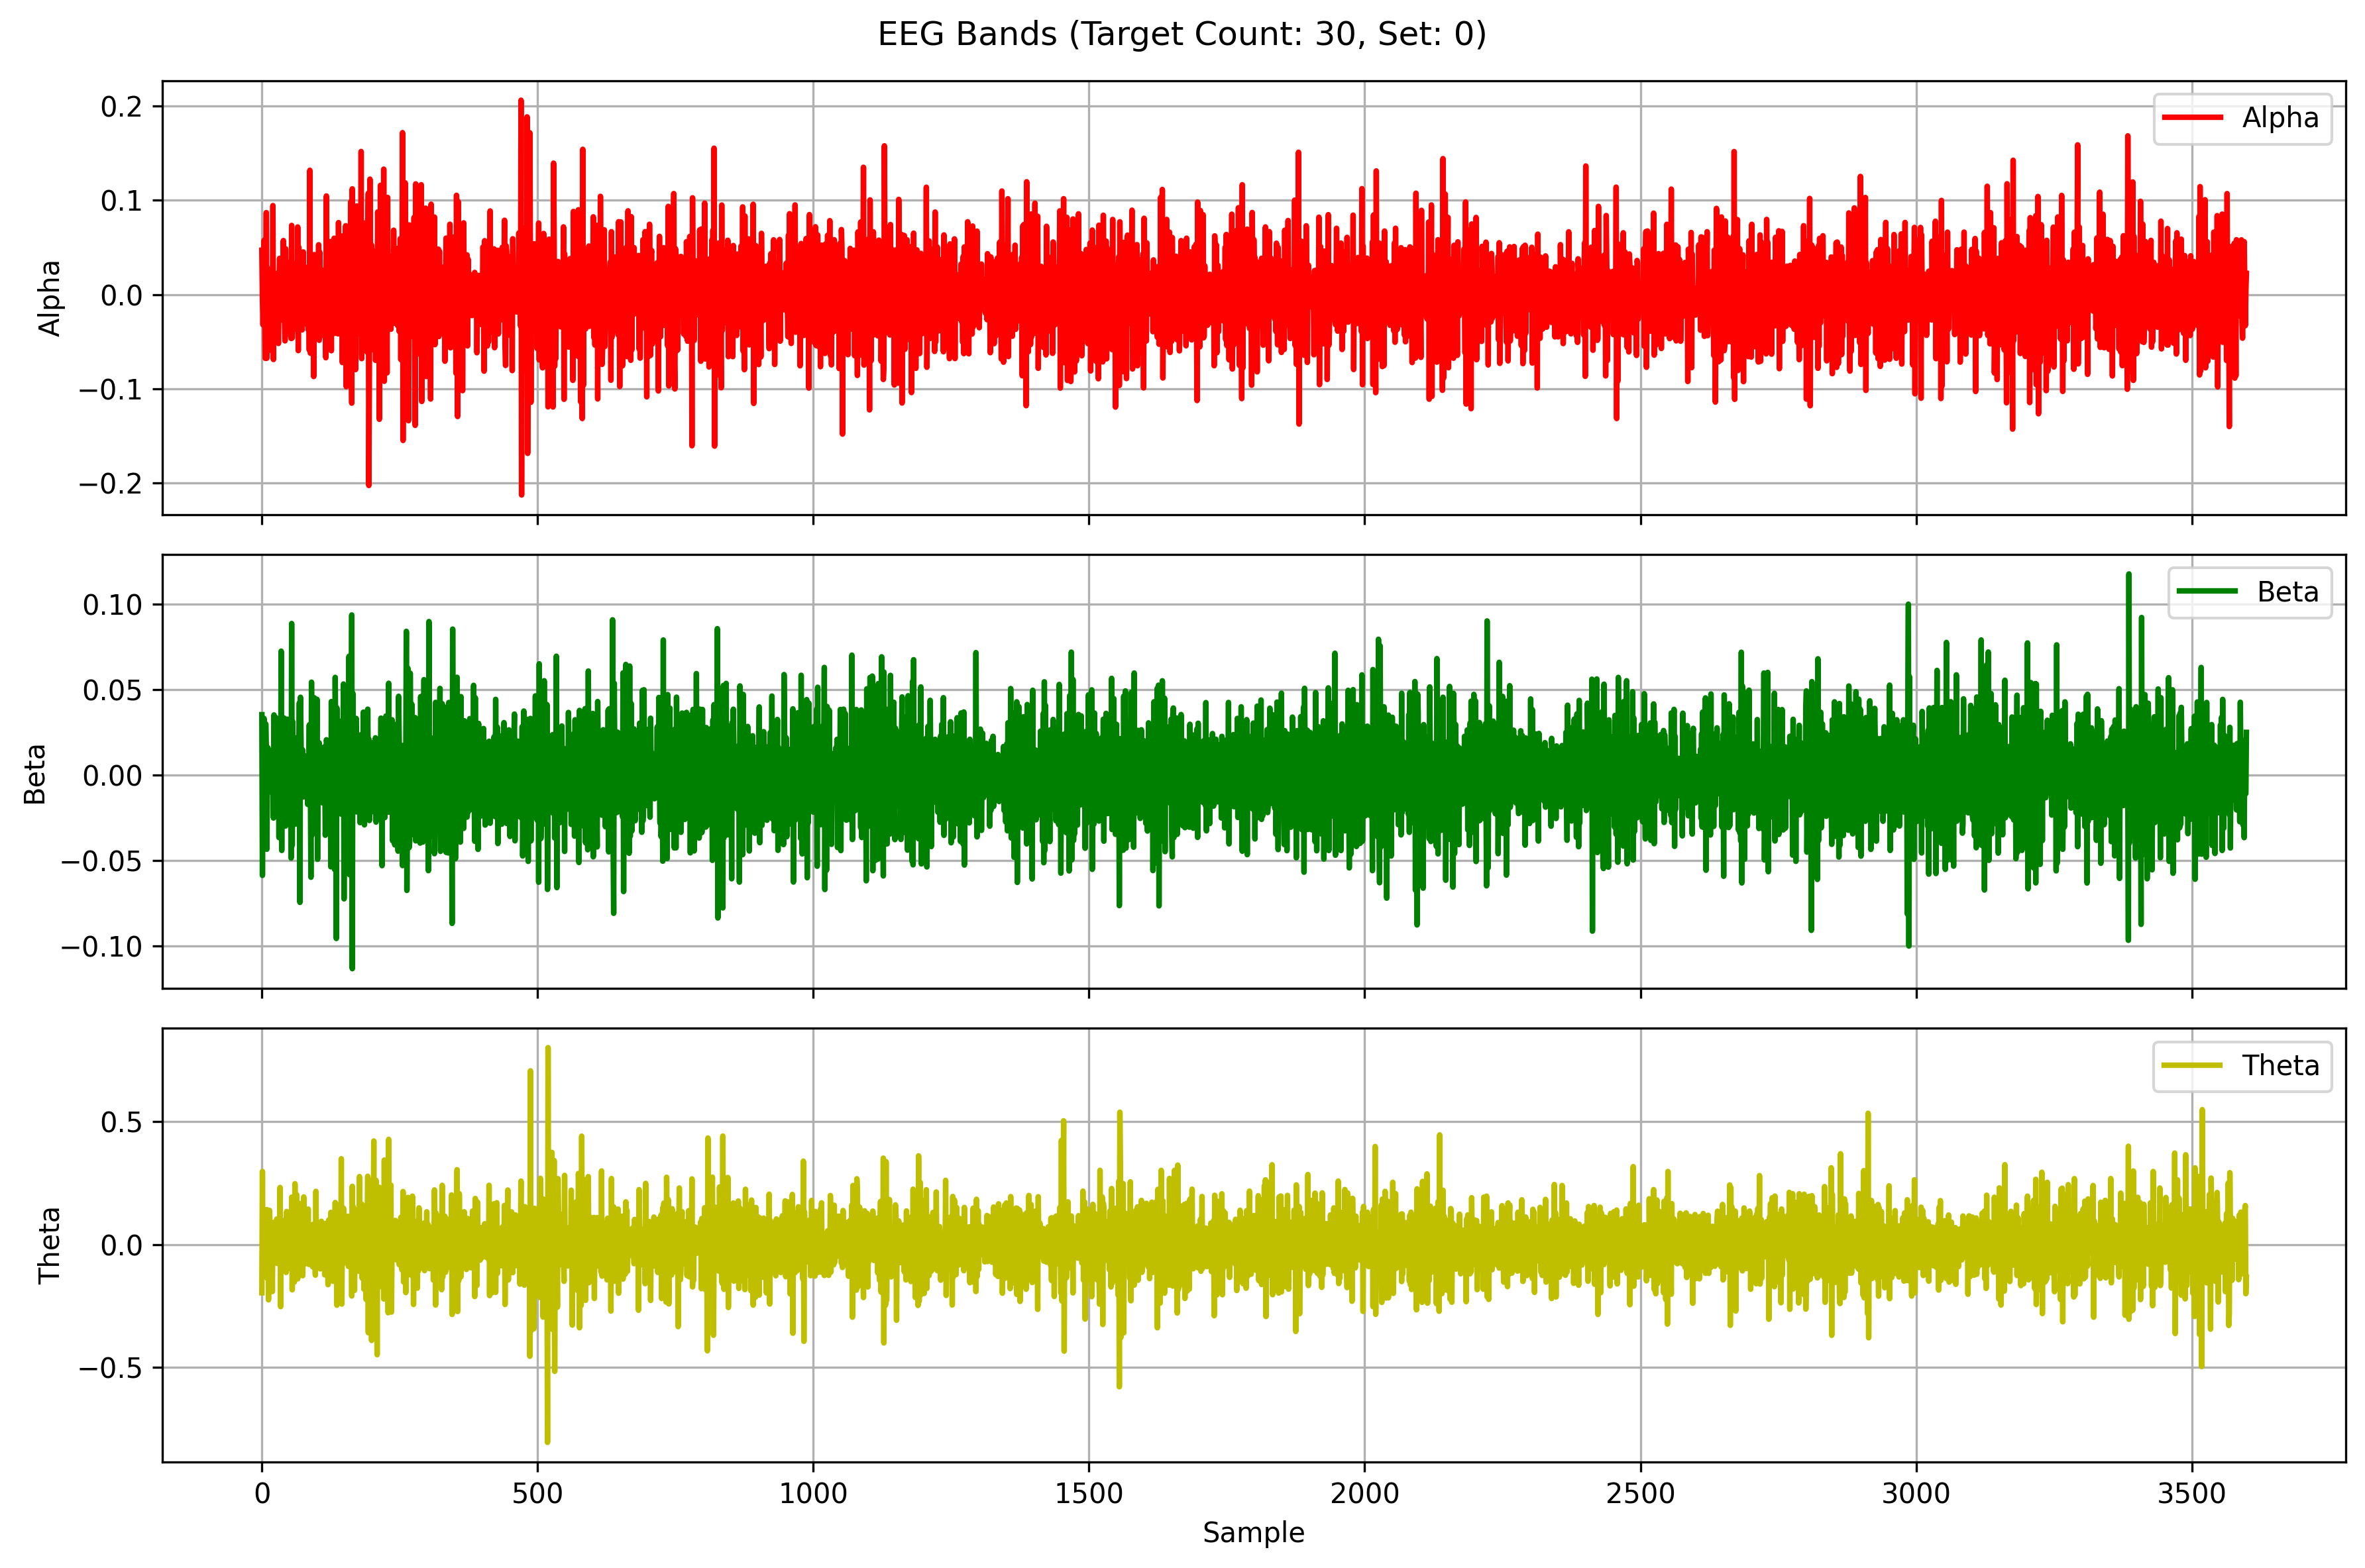 EEG Bands (Target Count: 30, Set: 0)
0.2
0.1
0.0
−0.1
−0.2
Alpha
Alpha
0.10
0.05
0.00
−0.05
−0.10
Beta
Beta
0.5
0.0
−0.5
Theta
Theta
0 500 1000 1500 2000 2500 3000 3500
Sample